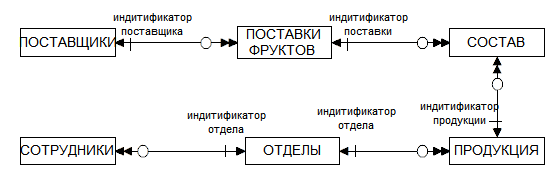 индитификатор
поставщика
индитификатор
поставки
ПОСТАВЩИКИ
ПОСТАВКИ
ФРУКТОВ
СОСТАВ
индитификатор
продукции
индитификатор
отдела
индитификатор
отдела
СОТРУДНИКИ
ОТДЕЛЫ
ПРОДУКЦИЯ